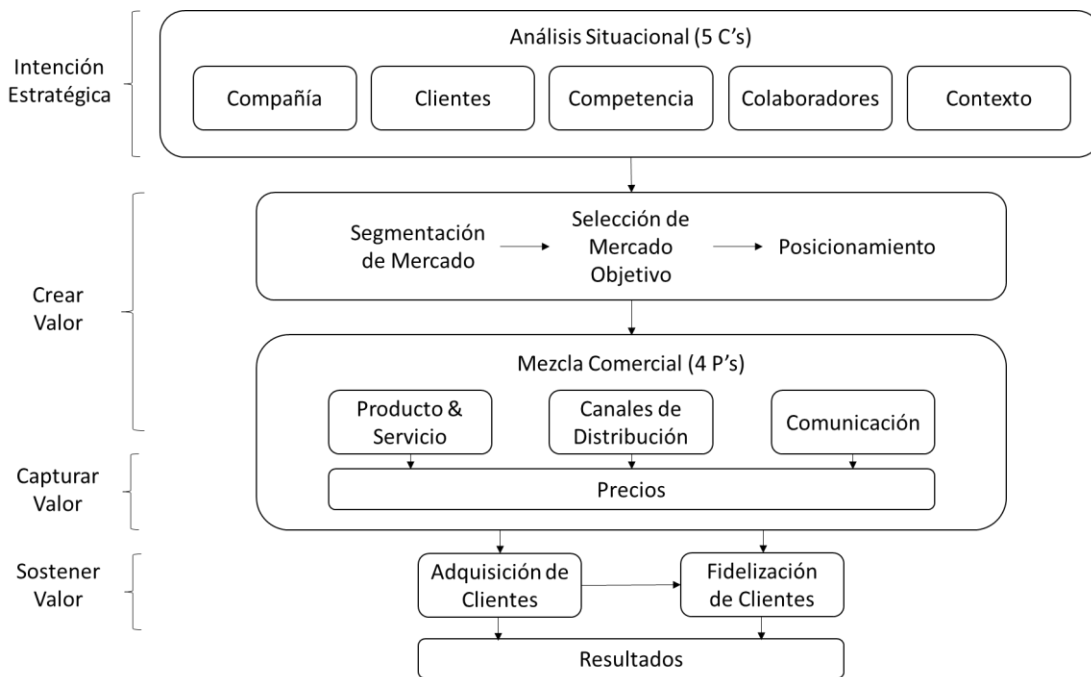 Análisis Situacional (5 C’s)
Intención
Estratégica
Compañía
Clientes
Competencia
Colaboradores
Contexto
Crear
Valor
Segmentación
de Mercado
Selección de
Mercado
Objetivo
Posicionamiento
Mezcla Comercial (4 P’s)
Producto &
Servicio
Canales de
Distribución
Comunicación
Capturar
Valor
Precios
Sostener
Valor
Adquisición de
Clientes
Fidelización
de Clientes
Resultados